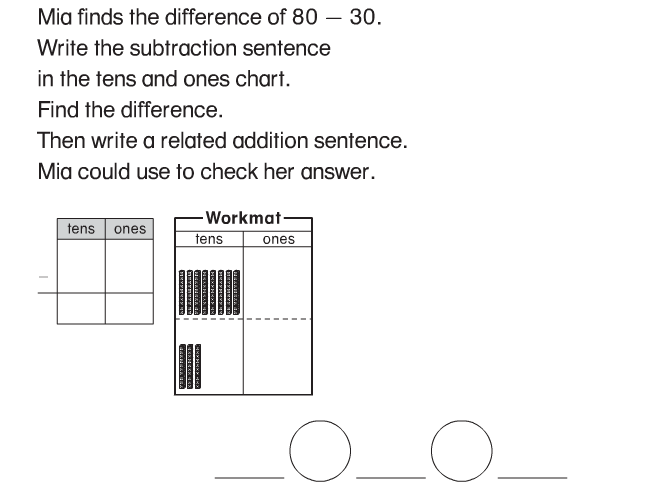 Mia finds the difference of 80 − 30.
Write the subtraction sentence
in the tens and ones chart.
Find the difference.
Then write a related addition sentence.
Mia could use to check her answer.
Workmat
tens ones
tens ones
−